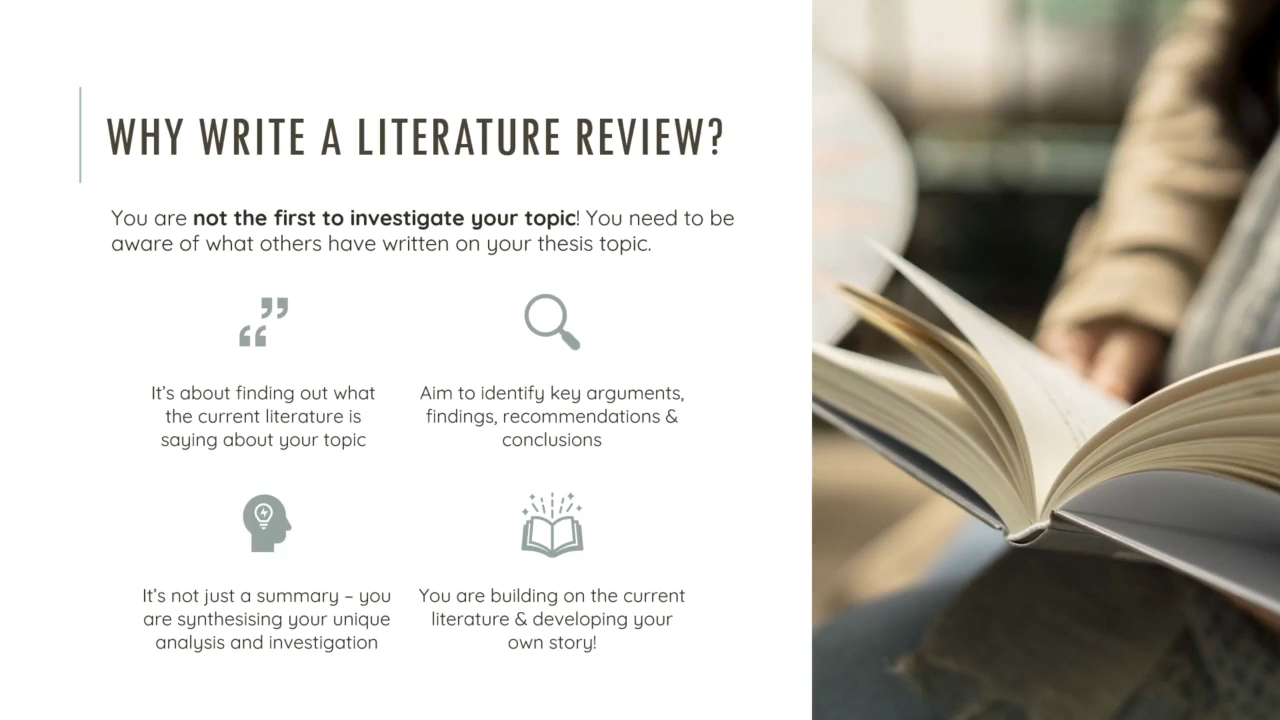 WHY WRITE A LITERATURE REVIEW?
You are not the first to investigate your topic! You need to be
aware of what others have written on your thesis topic.
It's about finding out what
the current literature is
saying about your topic
Aim to identify key arguments,
findings, recommendations &
conclusions
It's not just a summary – you
are synthesising your unique
analysis and investigation
You are building on the current
literature & developing your
own story!